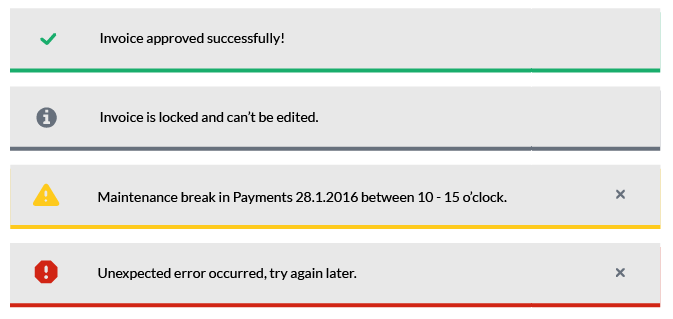 Invoice approved successfully!
Invoice is locked and can't be edited.
Maintenance break in Payments 28.1.2016 between 10 - 15 o'clock.
Unexpected error occurred, try again later.